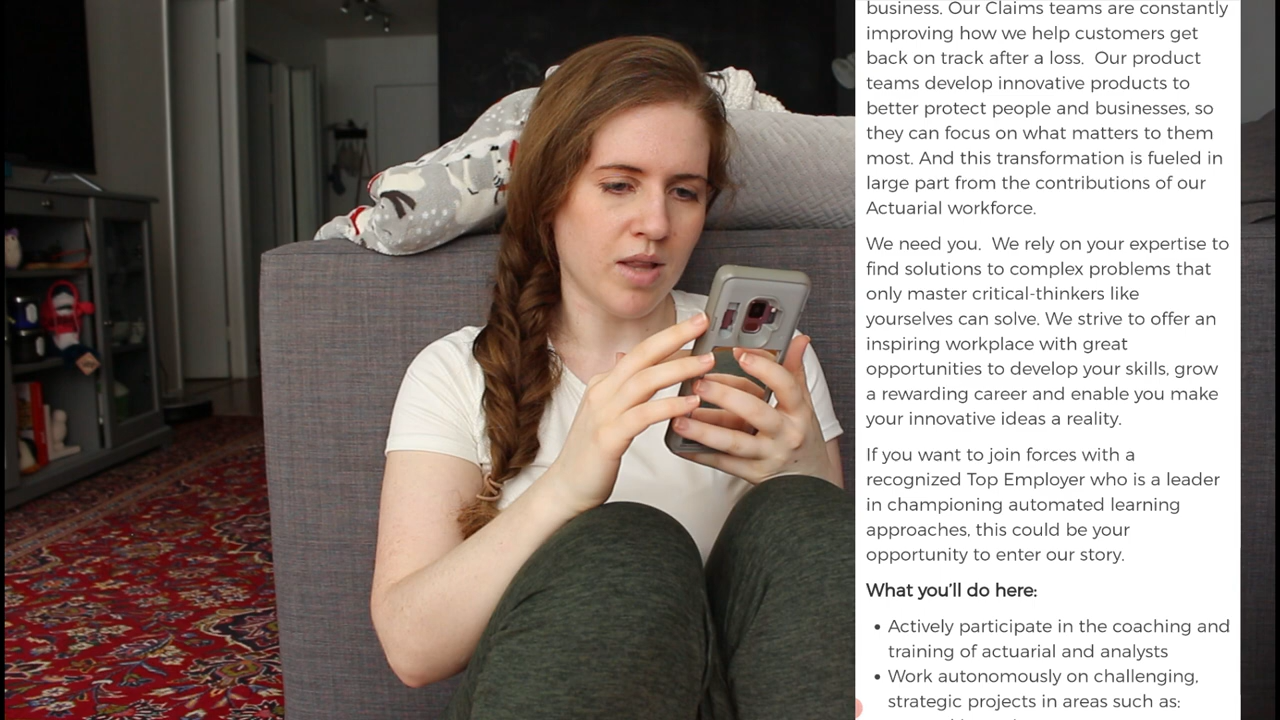 business. Our Claims teams are constantly
improving how we help customers get
back on track after a loss.  Our product
teams develop innovative products to
better protect people and businesses, so
they can focus on what matters to them
most. And this transformation is fueled in
large part from the contributions of our
Actuarial workforce.
We need you.  We rely on your expertise to
find solutions to complex problems that
only master critical-thinkers like
yourselves can solve. We strive to offer an
inspiring workplace with great
opportunities to develop your skills, grow
a rewarding career and enable you make
your innovative ideas a reality.
If you want to join forces with a
recognized Top Employer who is a leader
in championing automated learning
approaches, this could be your
opportunity to enter our story.
What you'll do here:
• Actively participate in the coaching and
training of actuarial and analysts
• Work autonomously on challenging,
strategic projects in areas such as: